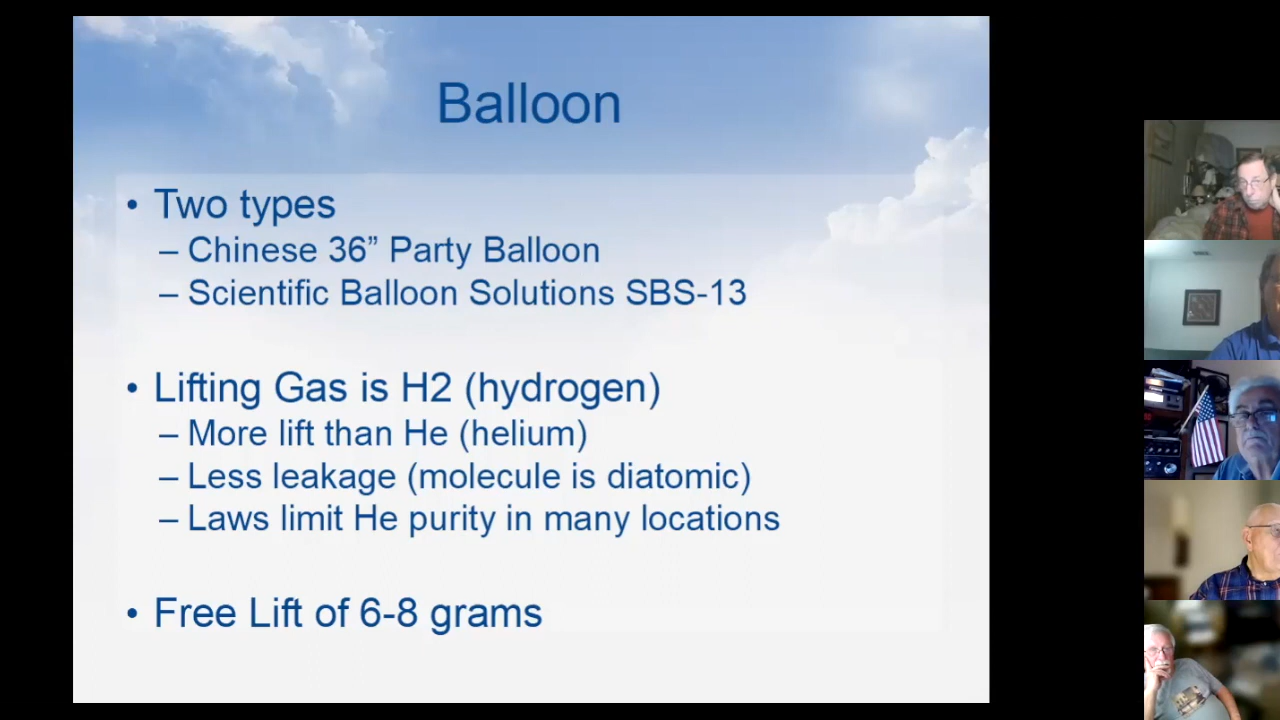 Balloon
• Two types
– Chinese 36” Party Balloon
– Scientific Balloon Solutions SBS-13
• Lifting Gas is H2 (hydrogen)
– More lift than He (helium)
– Less leakage (molecule is diatomic)
– Laws limit He purity in many locations
• Free Lift of 6-8 grams